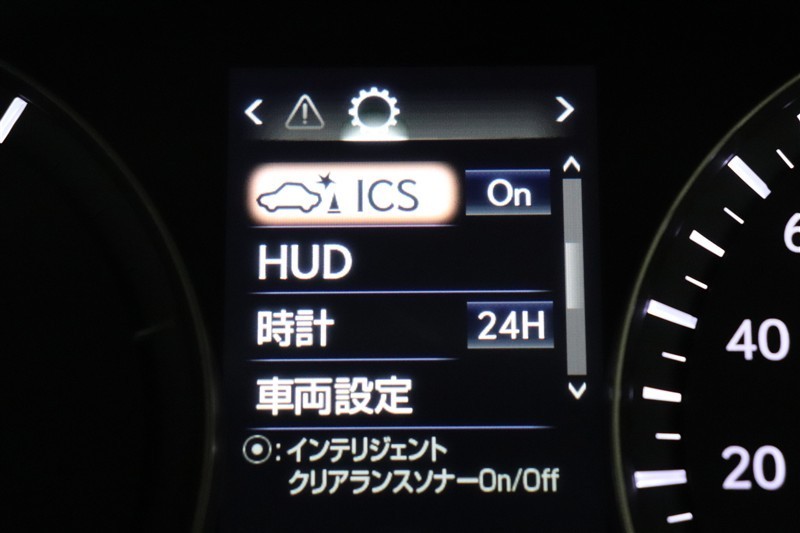 ICS On
HUD
時計 24H
車両設定
⦿:インテリジェント
クリアランスソナーOn/Off
40
20